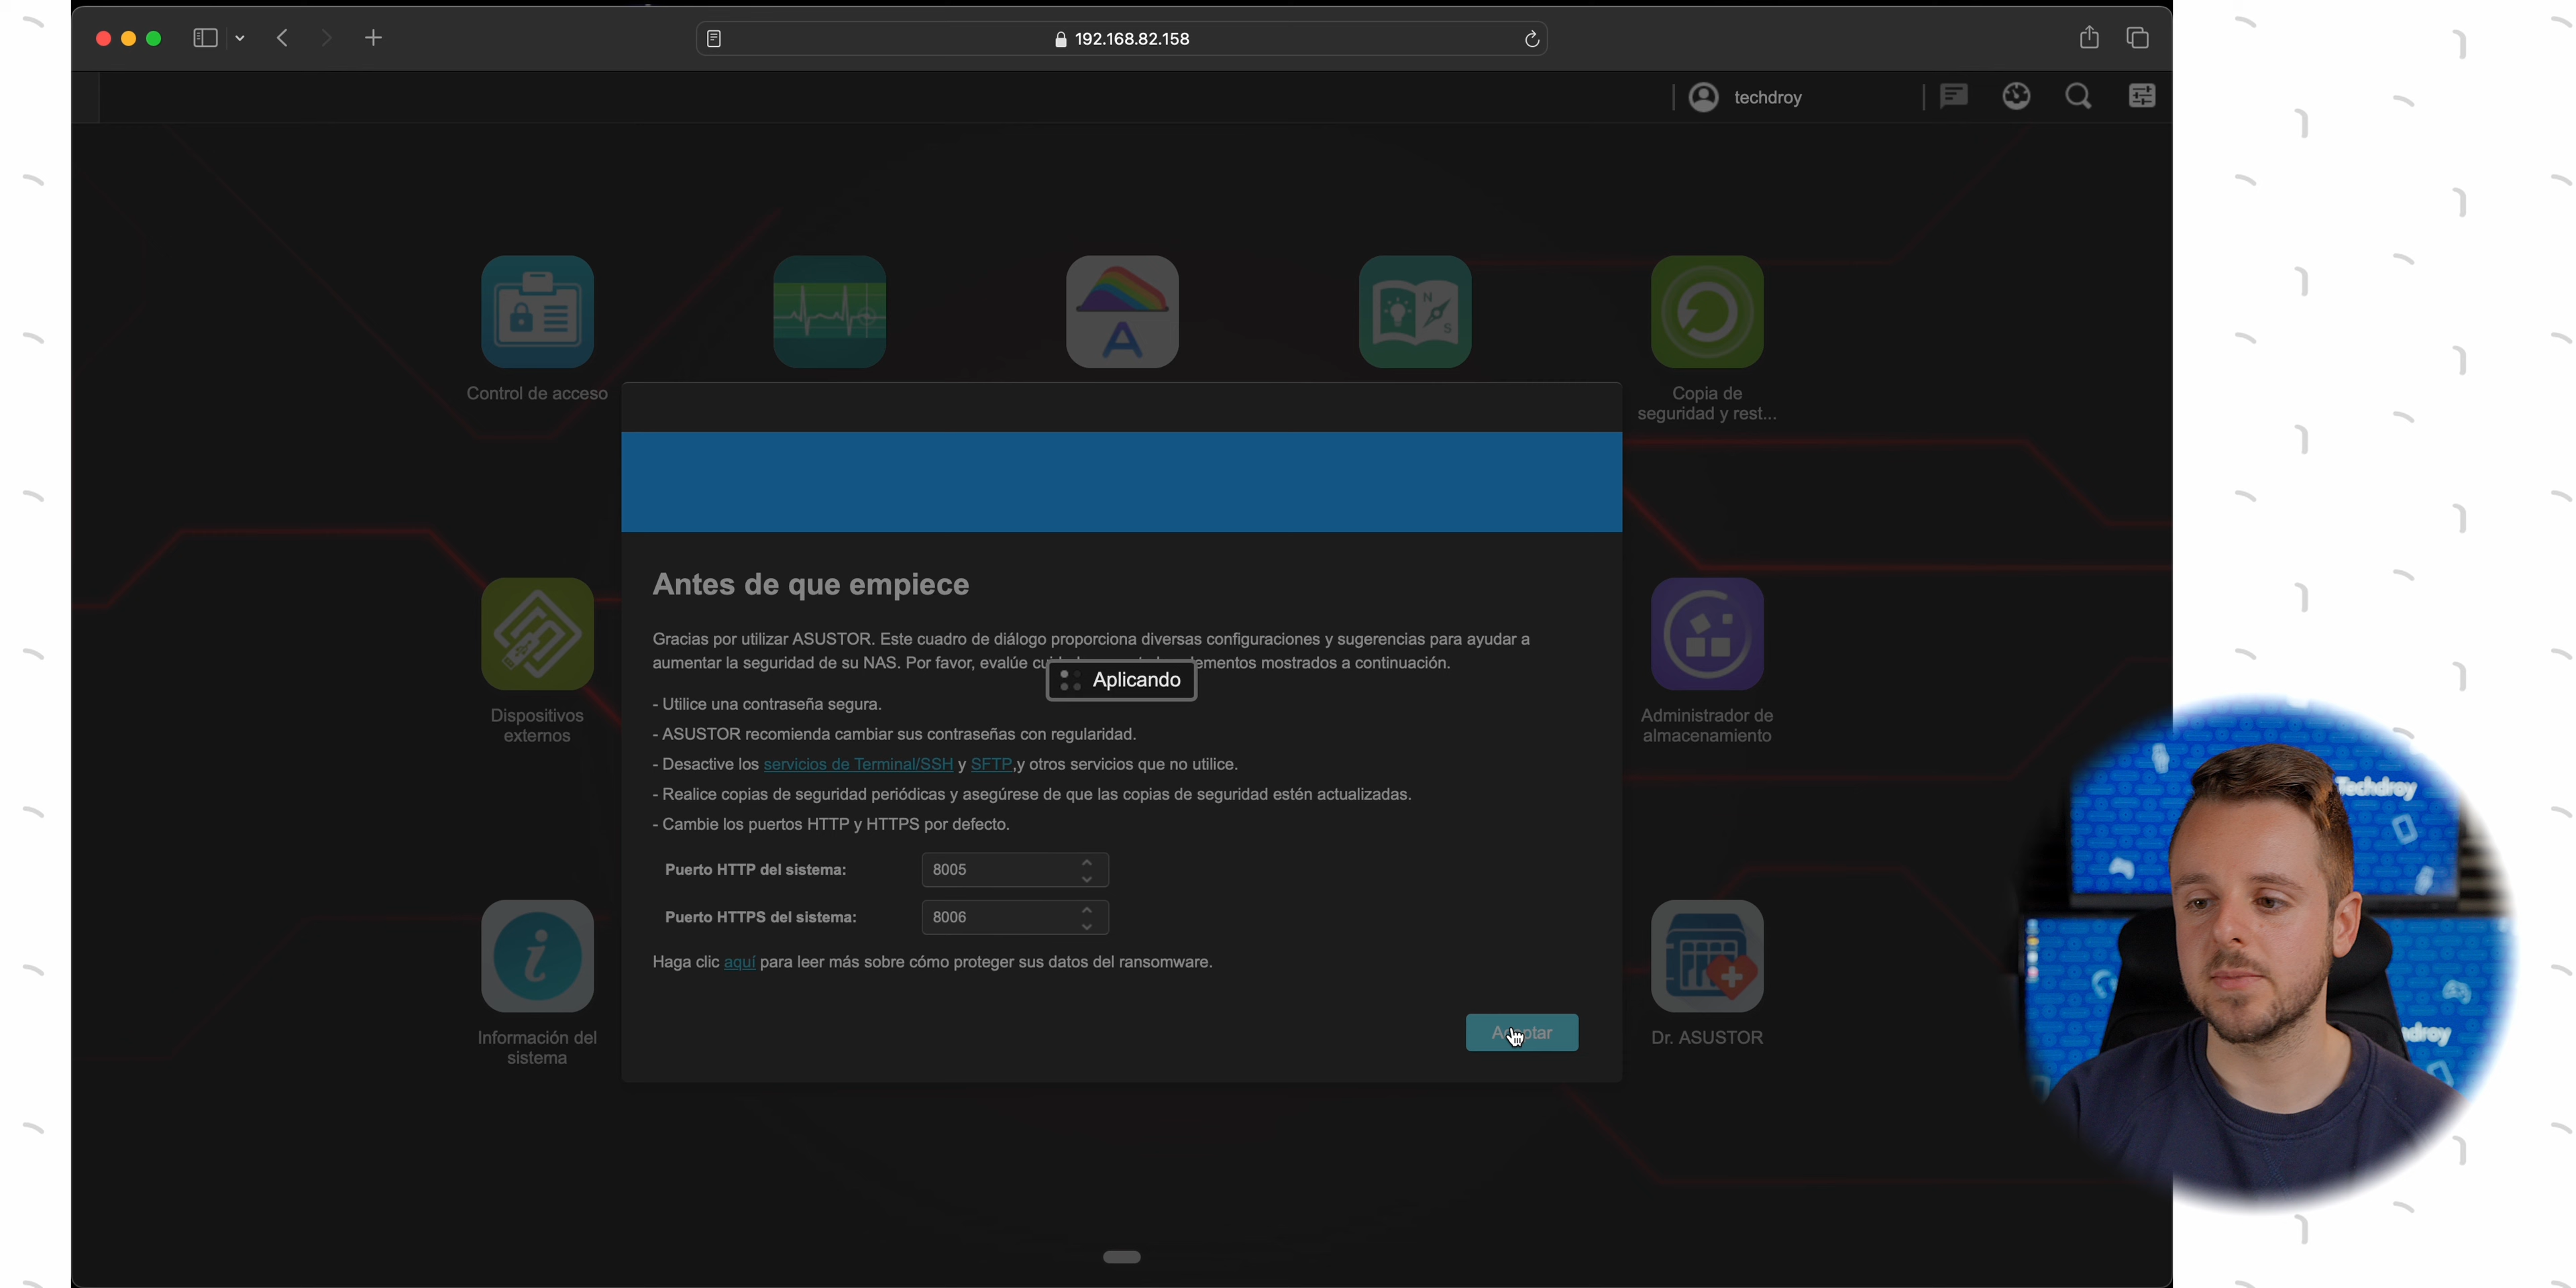 192.168.82.158
techdroy
Control de acceso
Copia de
seguridad y rest...
Antes de que empiece
Gracias por utilizar ASUSTOR. Este cuadro de diálogo proporciona diversas configuraciones y sugerencias para ayudar a
aumentar la seguridad de su NAS. Por favor, evalúe mostrados a continuación.
Aplicando
- Utilice una contraseña segura.
- ASUSTOR recomienda cambiar sus contraseñas con regularidad.
- Desactive los servicios de Terminal/SSH y SFTP,y otros servicios que no utilice.
- Realice copias de seguridad periódicas y asegúrese de que las copias de seguridad estén actualizadas.
- Cambie los puertos HTTP y HTTPS por defecto.
Puerto HTTP del sistema: 8005
Puerto HTTPS del sistema: 8006
Haga clic aquí para leer más sobre cómo proteger sus datos del ransomware.
Aceptar
Dispositivos
externos
Administrador de
almacenamiento
Información del
sistema
Dr. ASUSTOR
A
N
S
Techdroy